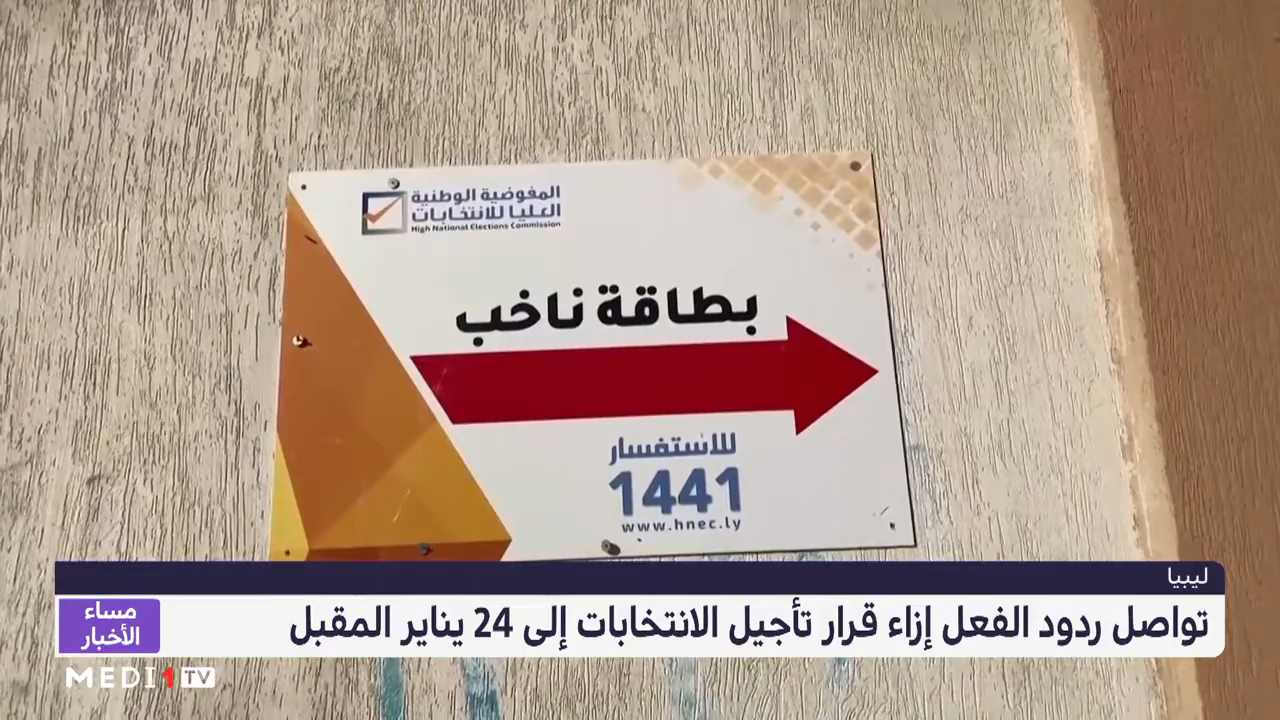 المفوضية الوطنية
العليا للانتخابات
High National Elections Commission
بطاقة ناخب
للاستفسار
1441
www.hnec.ly
ليبيا
تواصل ردود الفعل إزاء قرار تأجيل الانتخابات إلى 24 يناير المقبل
مساء
الأخبار
MEDI1TV